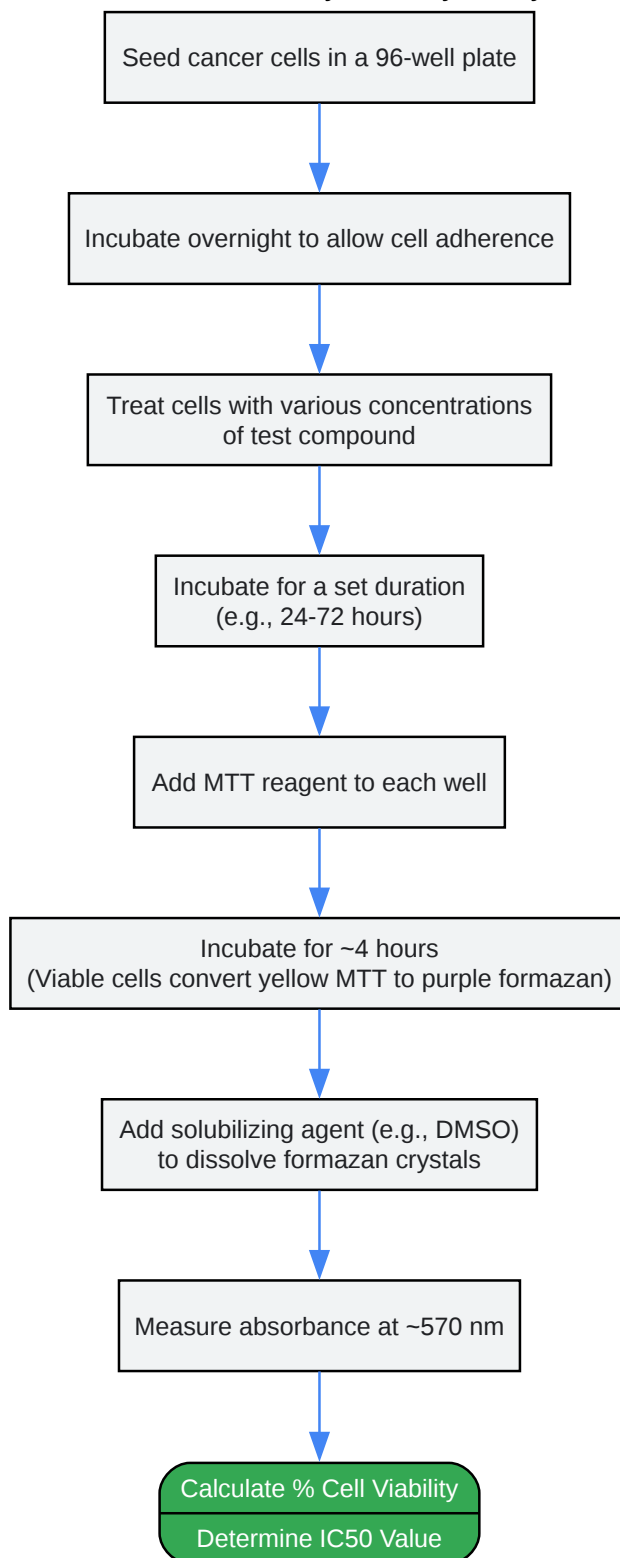 Seed cancer cells in a 96-well plate
Incubate overnight to allow cell adherence
Treat cells with various concentrations
of test compound
Incubate for a set duration
(e.g., 24-72 hours)
Add MTT reagent to each well
Incubate for ~4 hours
(Viable cells convert yellow MTT to purple formazan)
Add solubilizing agent (e.g., DMSO)
to dissolve formazan crystals
Measure absorbance at ~570 nm
Calculate % Cell Viability
Determine IC50 Value